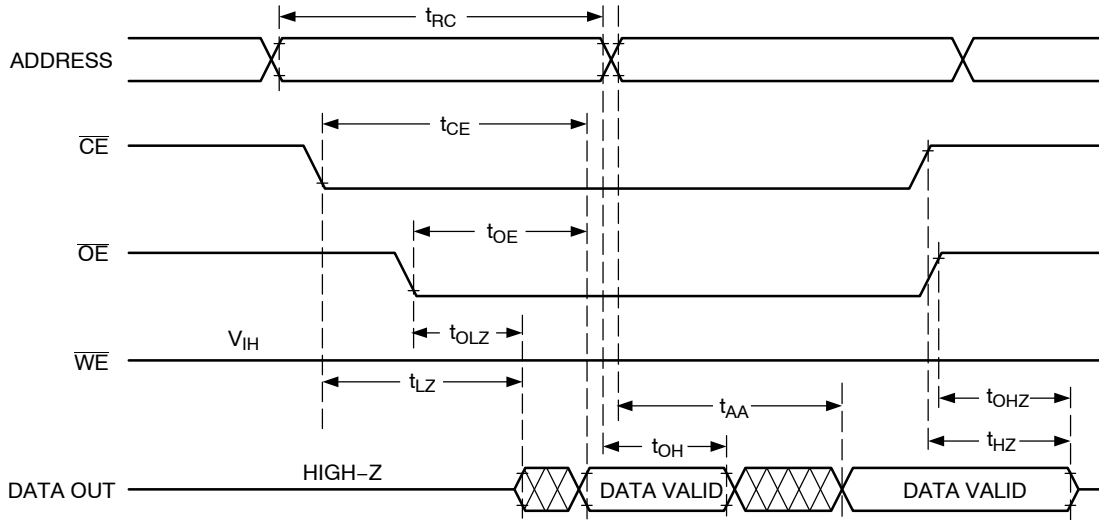 tRC
ADDRESS
tCE
CE
tOE
OE
tOLZ
VIH
WE
tLZ
tAA
tOHZ
tOH
tHZ
HIGH–Z
DATA OUT
DATA VALID
DATA VALID